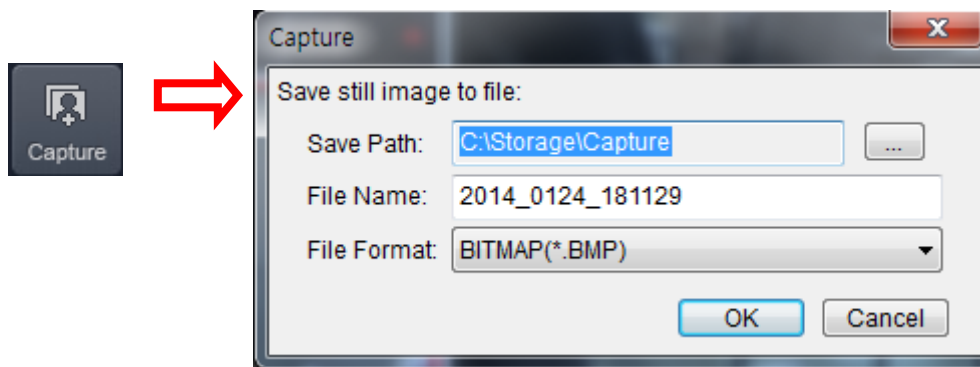 Capture
Capture
Save still image to file:
Save Path: C:\Storage\Capture ...
File Name: 2014_0124_181129
File Format: BITMAP(*.BMP)
OK Cancel